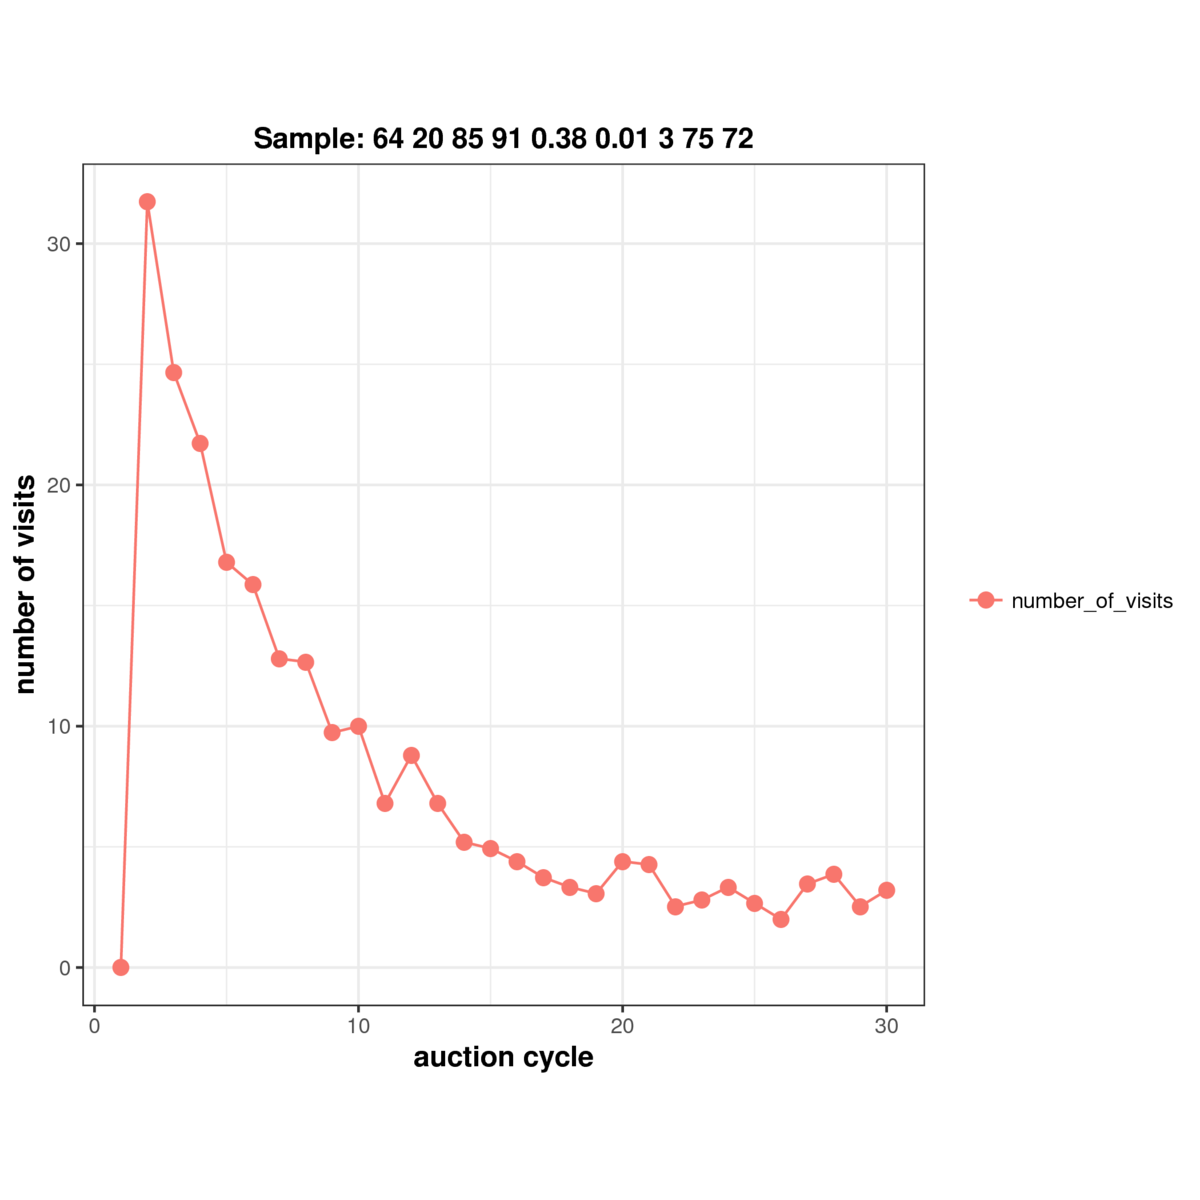 Sample: 64 20 85 91 0.38 0.01 3 75 72
30
20
10
0
number of visits
0 10 20 30
auction cycle
number_of_visits